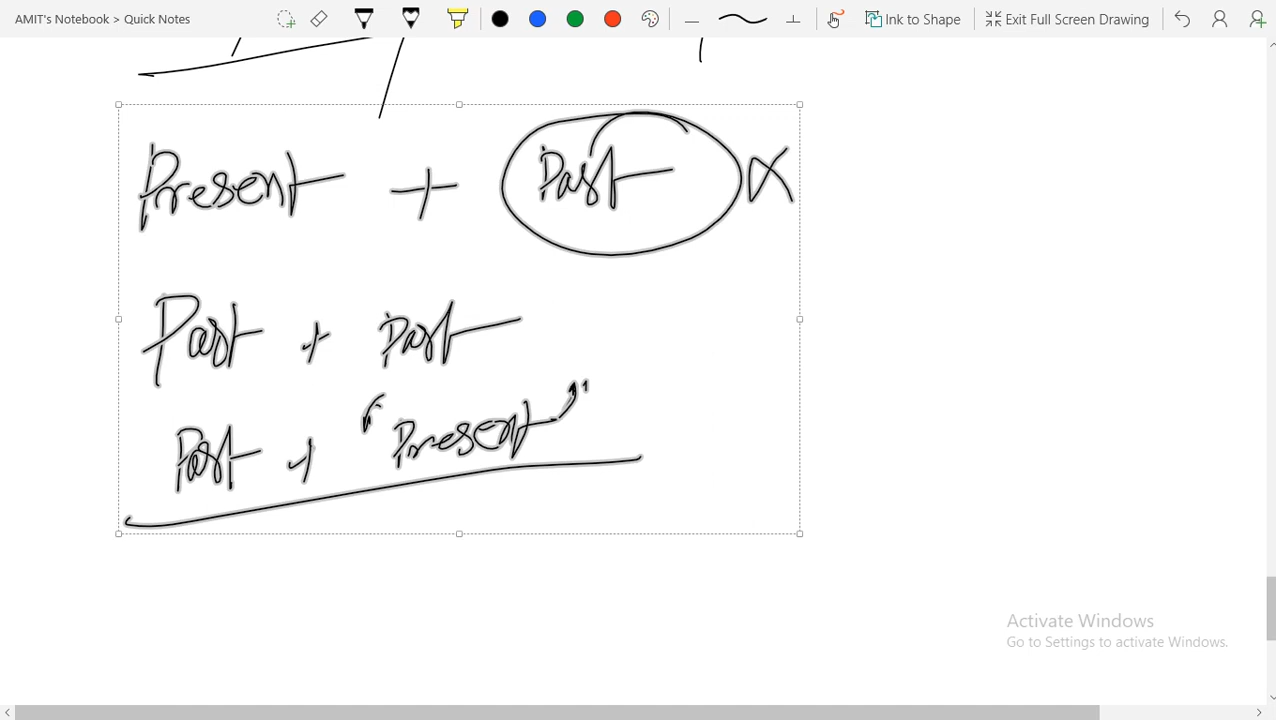 AMIT's Notebook > Quick Notes
Ink to Shape
Exit Full Screen Drawing
Present + Past X
Past + Past
Past + "Present"
Activate Windows
Go to Settings to activate Windows.